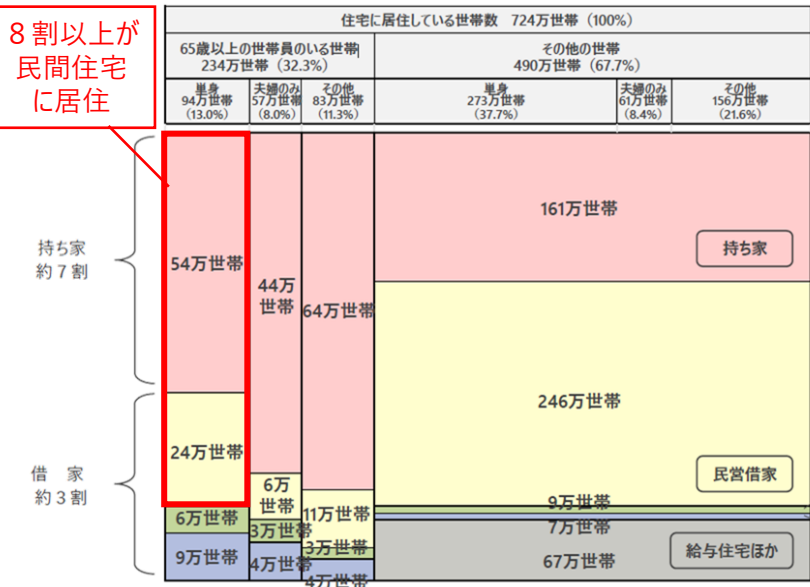 8割以上が
民間住宅
に居住
住宅に居住している世帯数 724万世帯（100%）
65歳以上の世帯員のいる世帯
234万世帯（32.3%）
その他の世帯
490万世帯（67.7%）
単身
94万世帯
（13.0%）
夫婦のみ
57万世帯
（8.0%）
その他
83万世帯
（11.3%）
単身
273万世帯
（37.7%）
夫婦のみ
61万世帯
（8.4%）
その他
156万世帯
（21.6%）
持ち家
約７割
借　家
約３割
54万世帯
24万世帯
6万世帯
9万世帯
44万
世帯
6万
世帯
3万世帯
4万世帯
64万世帯
11万世帯
3万世帯
4万世帯
161万世帯
持ち家
246万世帯
民営借家
9万世帯
7万世帯
67万世帯
給与住宅ほか